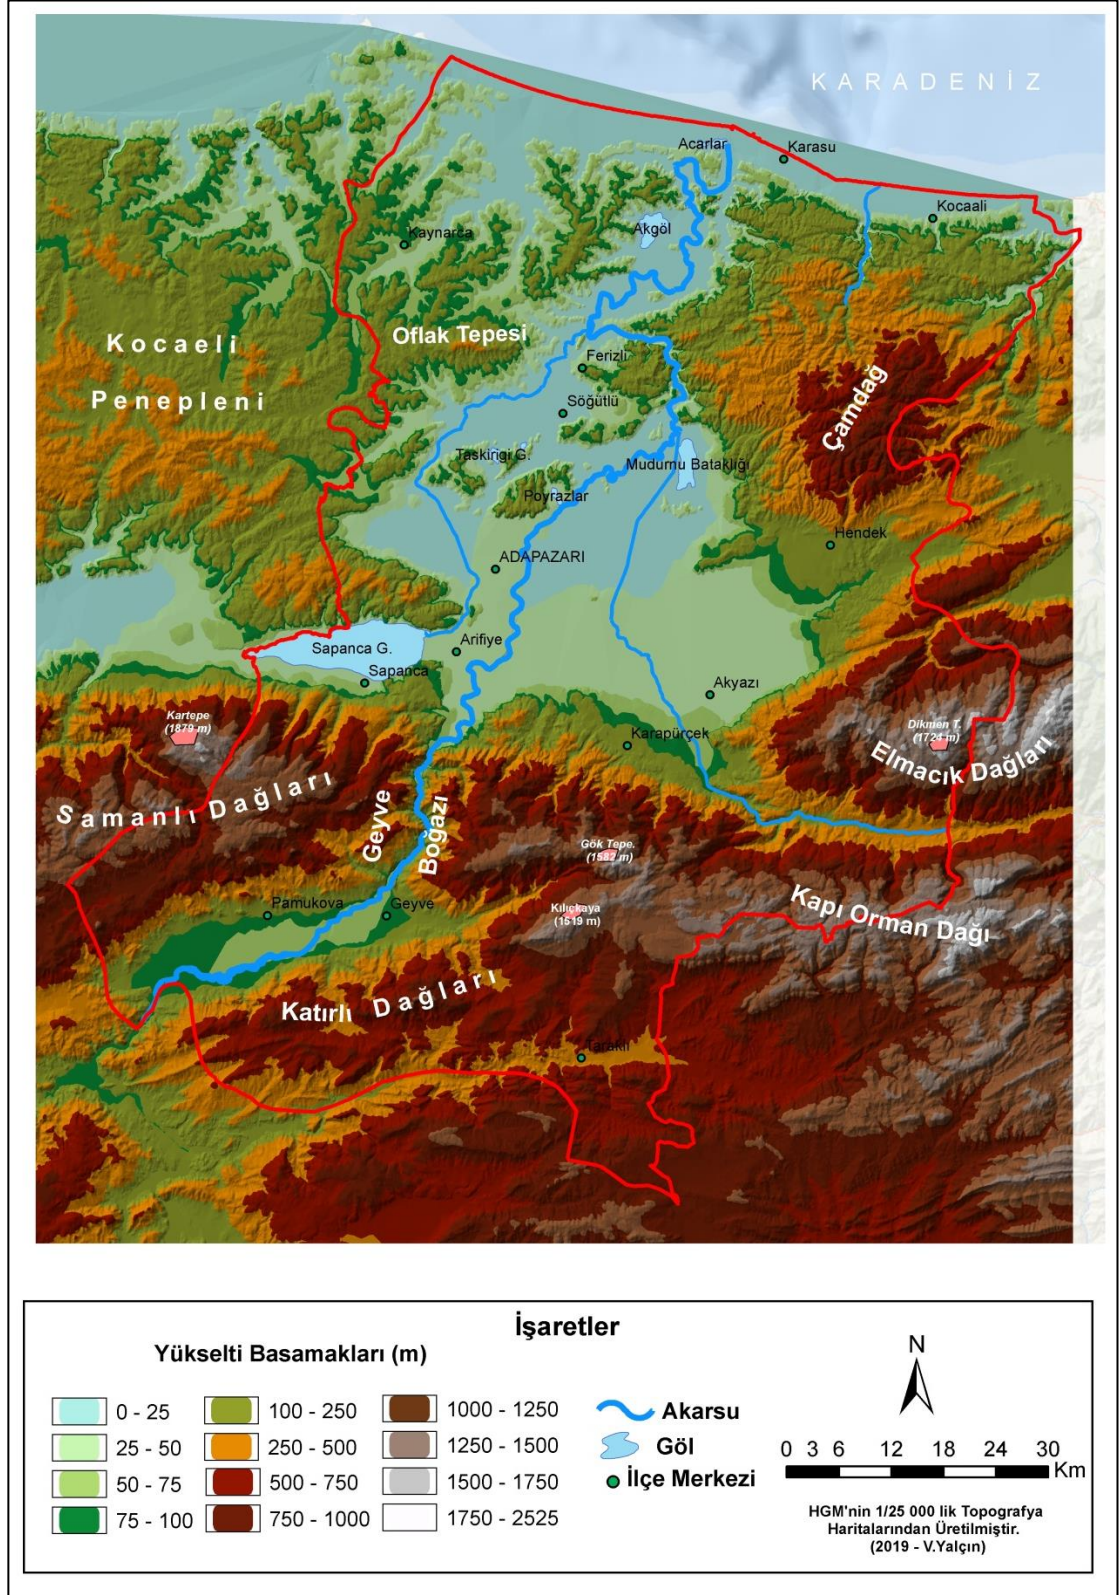 KARADENİZ
Acarlar
Karasu
Kocaali
Akgöl
Kaynarca
Oflak Tepesi
Kocaeli
Penepleni
Ferizli
Söğütlü
Çamdağ
Taskirigi G.
Mudurnu Bataklığı
Poyrazlar
Hendek
ADAPAZARI
Arifiye
Sapanca G.
Sapanca
Akyazı
Kartepe
(1879 m)
Karapürçek
Dikmen T.
(1724 m)
Elmacık Dağları
Samanlı Dağları
Geyve
Boğazı
Gök Tepe.
(1582 m)
Pamukova
Geyve
Kılıçkaya
(1519 m)
Kapı Orman Dağı
Katırlı Dağları
Taraklı
İşaretler
Yükselti Basamakları (m)
0 - 25
25 - 50
50 - 75
75 - 100
100 - 250
250 - 500
500 - 750
750 - 1000
1000 - 1250
1250 - 1500
1500 - 1750
1750 - 2525
Akarsu
Göl
İlçe Merkezi
N
0 3 6 12 18 24 30
Km
HGM'nin 1/25 000 lik Topografya
Haritalarından Üretilmiştir.
(2019 - V.Yalçın)